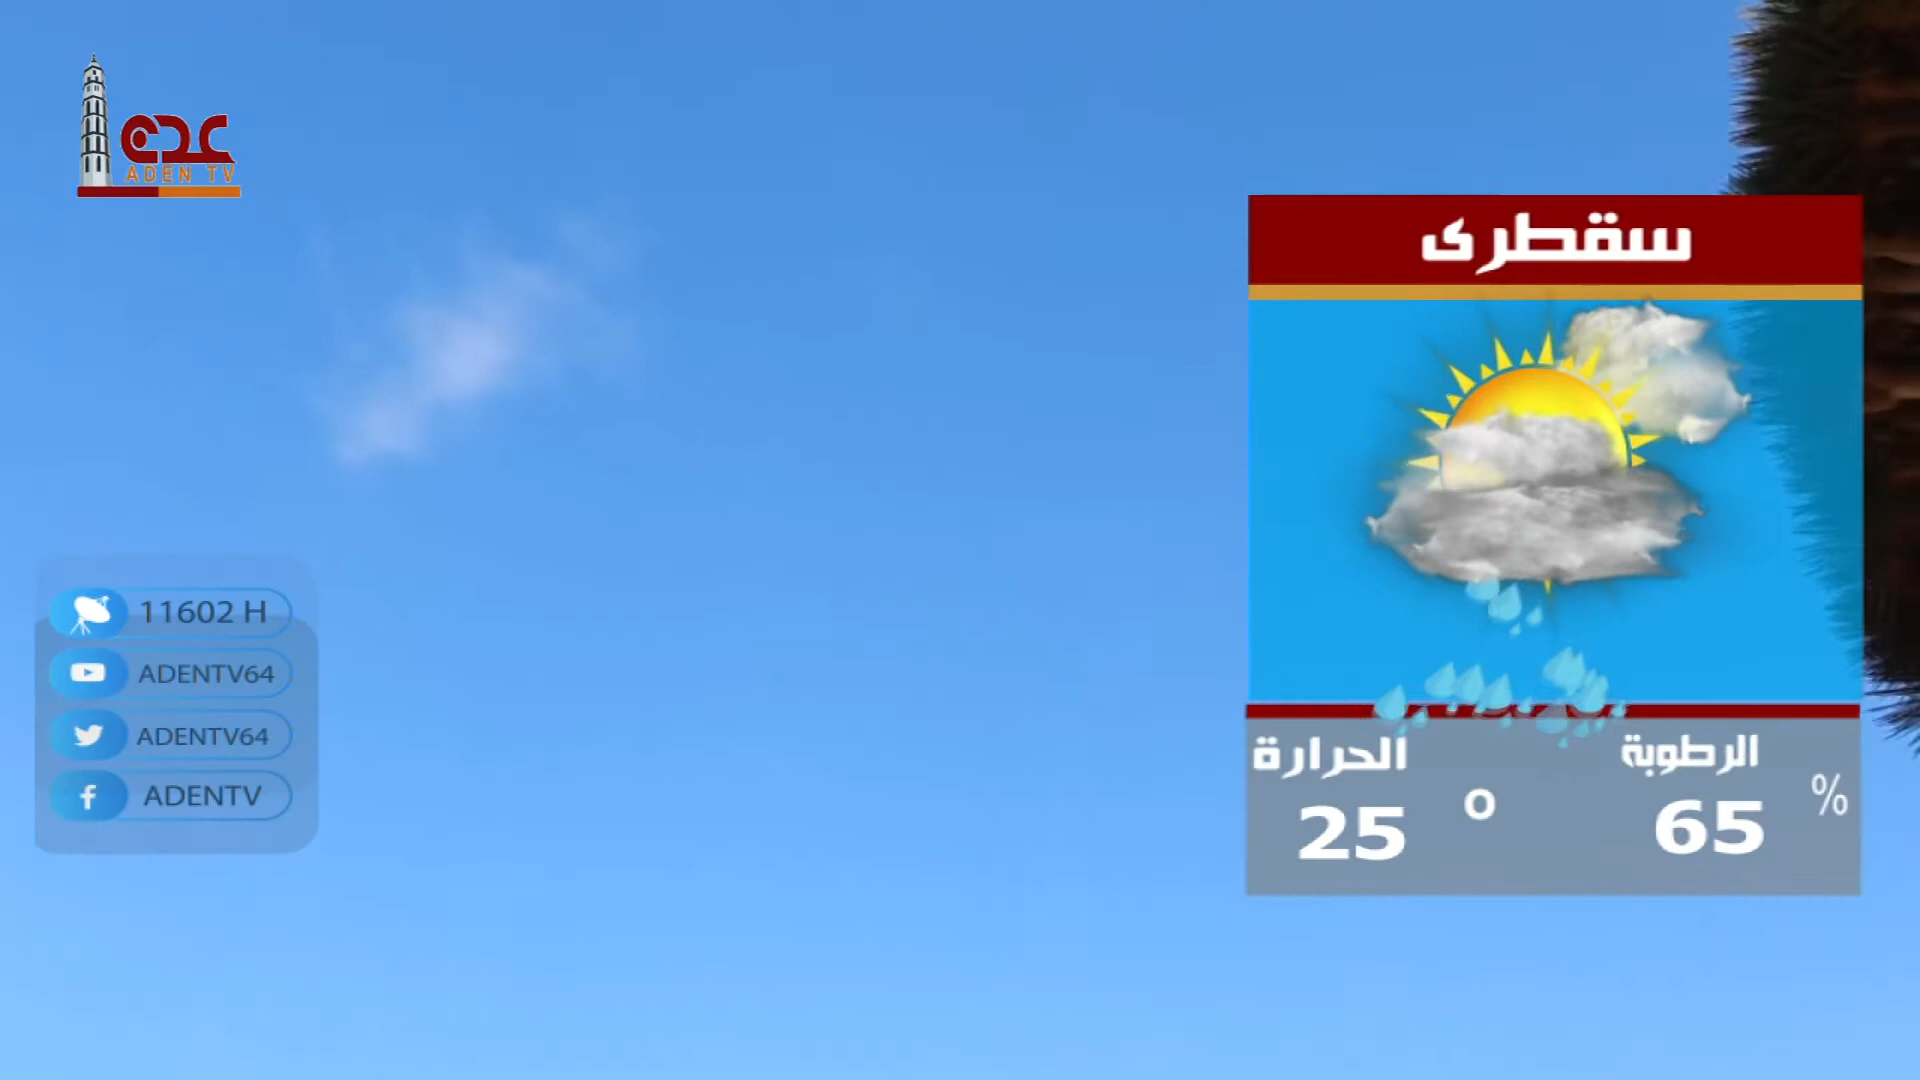 عدن
ADEN TV
سقطرى
الحرارة
25 °
الرطوبة
65 %
11602 H
ADENTV64
ADENTV64
ADENTV